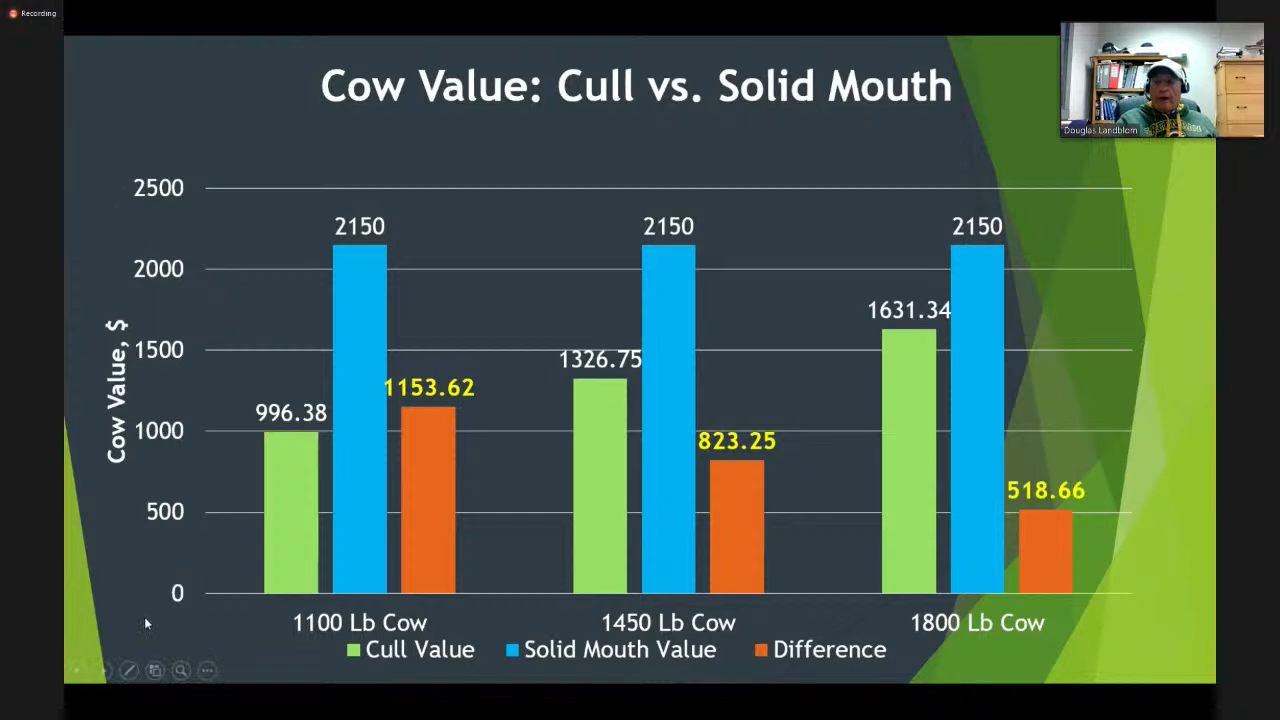 Recording
Cow Value: Cull vs. Solid Mouth
Douglas Landblom
Cow Value, $
2500
2000
1500
1000
500
0
996.38
2150
1153.62
1326.75
2150
823.25
1631.34
2150
518.66
1100 Lb Cow
1450 Lb Cow
1800 Lb Cow
Cull Value
Solid Mouth Value
Difference